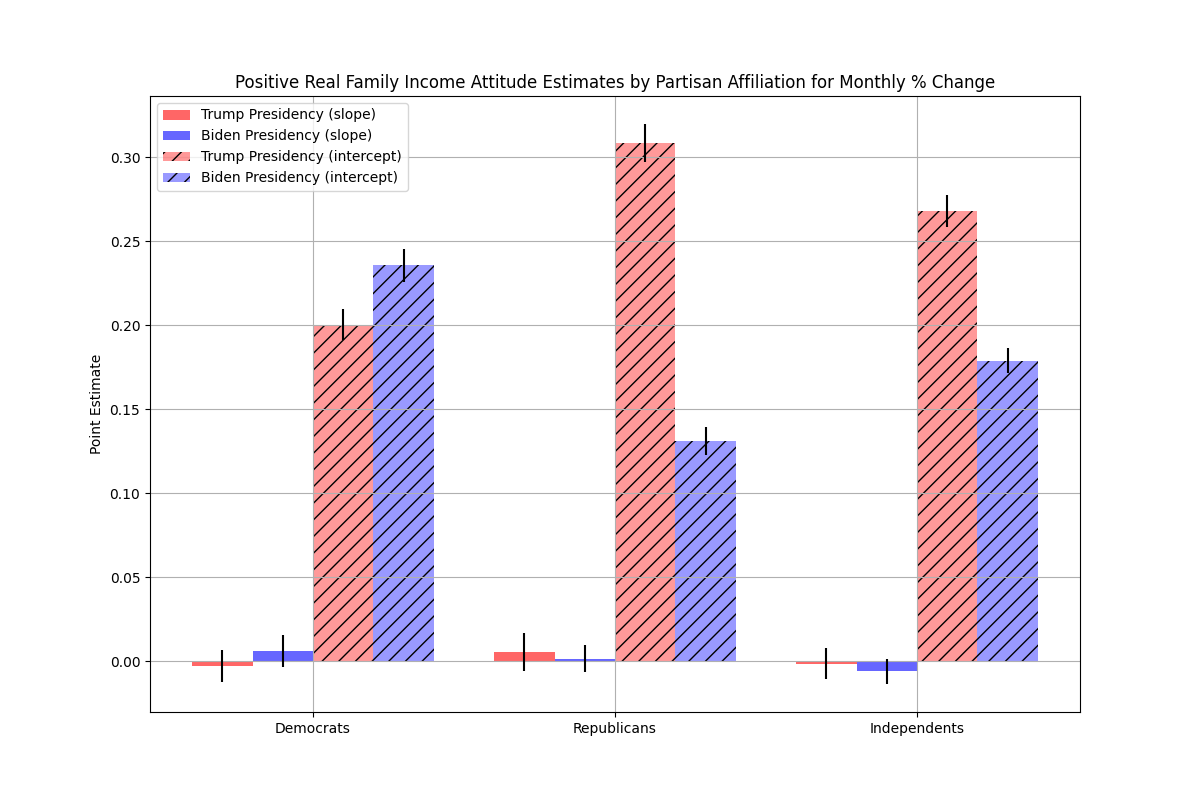 Positive Real Family Income Attitude Estimates by Partisan Affiliation for Monthly % Change
Trump Presidency (slope)
Biden Presidency (slope)
Trump Presidency (intercept)
Biden Presidency (intercept)
Point Estimate
0.30
0.25
0.20
0.15
0.10
0.05
0.00
Democrats
Republicans
Independents